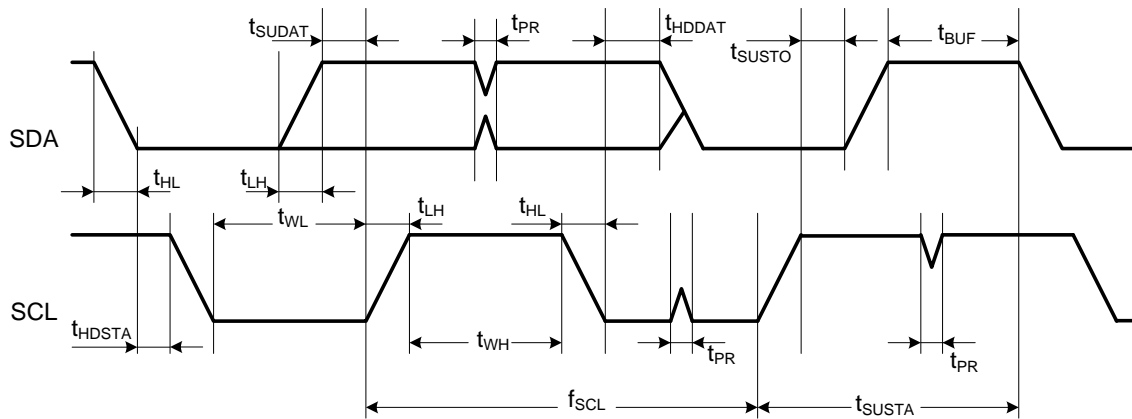 tSUDAT
tPR
tHDDAT
tSUSTO
tBUF
SDA
tHL
tLH
tWL
tLH
tHL
SCL
tHDSTA
tWH
tPR
tPR
fSCL
tSUSTA